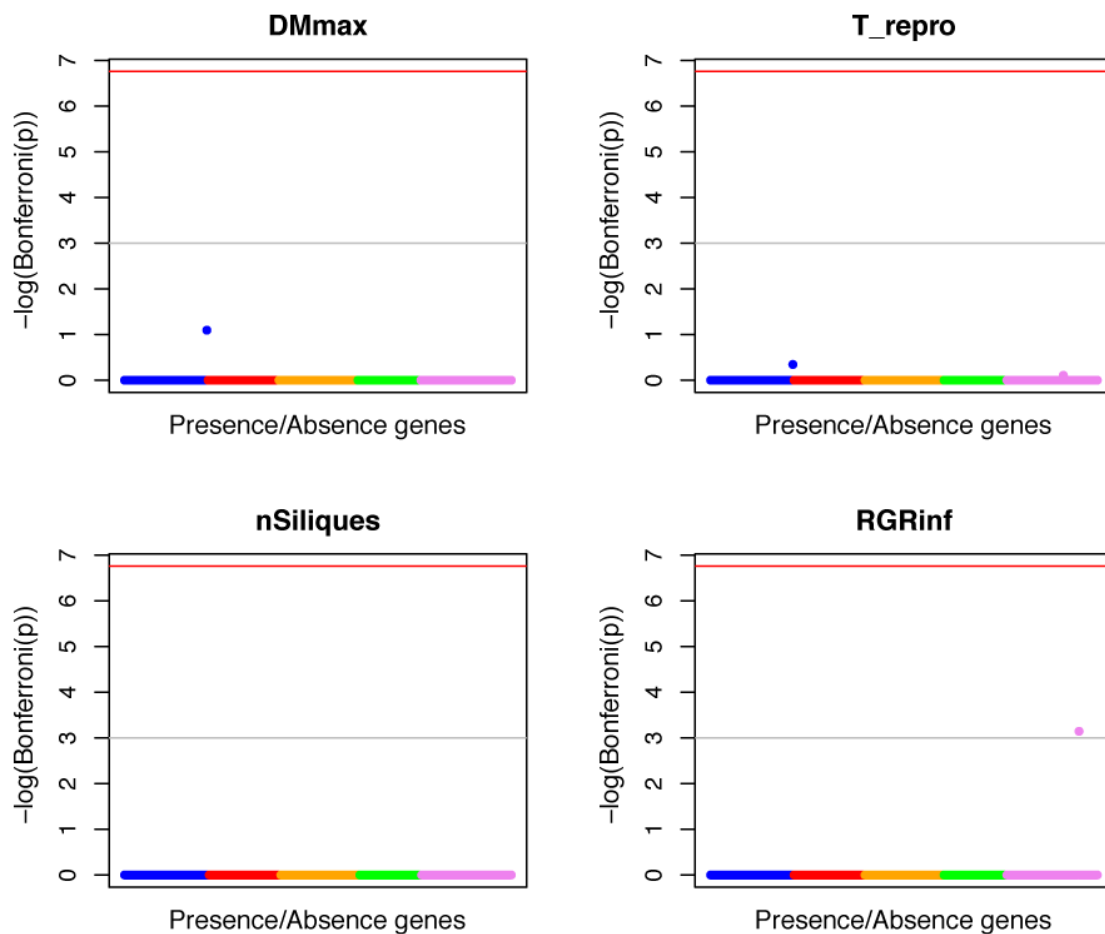 DMmax
T_repro
−log(Bonferroni(p))
0 1 2 3 4 5 6 7
Presence/Absence genes
−log(Bonferroni(p))
0 1 2 3 4 5 6 7
Presence/Absence genes
nSiliques
RGRinf
−log(Bonferroni(p))
0 1 2 3 4 5 6 7
Presence/Absence genes
−log(Bonferroni(p))
0 1 2 3 4 5 6 7
Presence/Absence genes